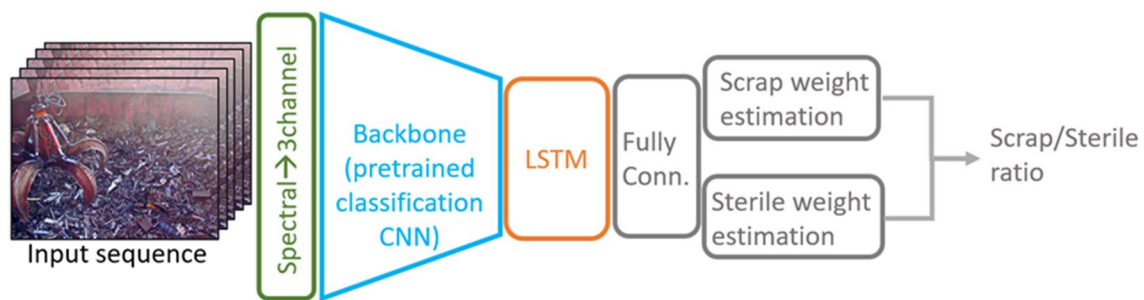 Input sequence
Spectral→3channel
Backbone
(pretrained
classification
CNN)
LSTM
Fully
Conn.
Scrap weight
estimation
Sterile weight
estimation
Scrap/Sterile
ratio